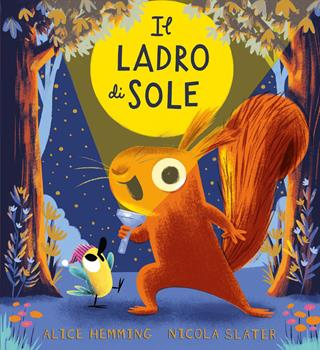 Il
LADRO
di SOLE
ALICE HEMMING NICOLA SLATER